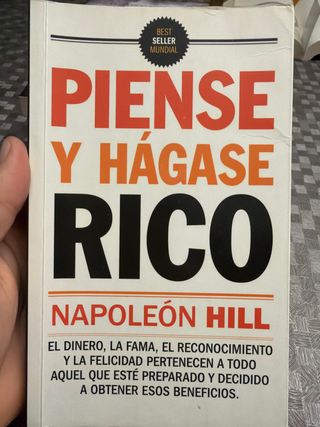 BEST
SELLER
MUNDIAL
PIENSE
Y HÁGASE
RICO
NAPOLEÓN HILL
EL DINERO, LA FAMA, EL RECONOCIMIENTO
Y LA FELICIDAD PERTENECEN A TODO
AQUEL QUE ESTÉ PREPARADO Y DECIDIDO
A OBTENER ESOS BENEFICIOS.